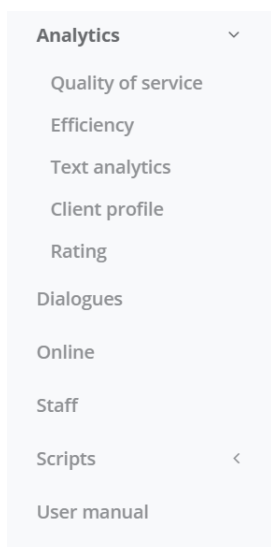 Analytics
Quality of service
Efficiency
Text analytics
Client profile
Rating
Dialogues
Online
Staff
Scripts
User manual